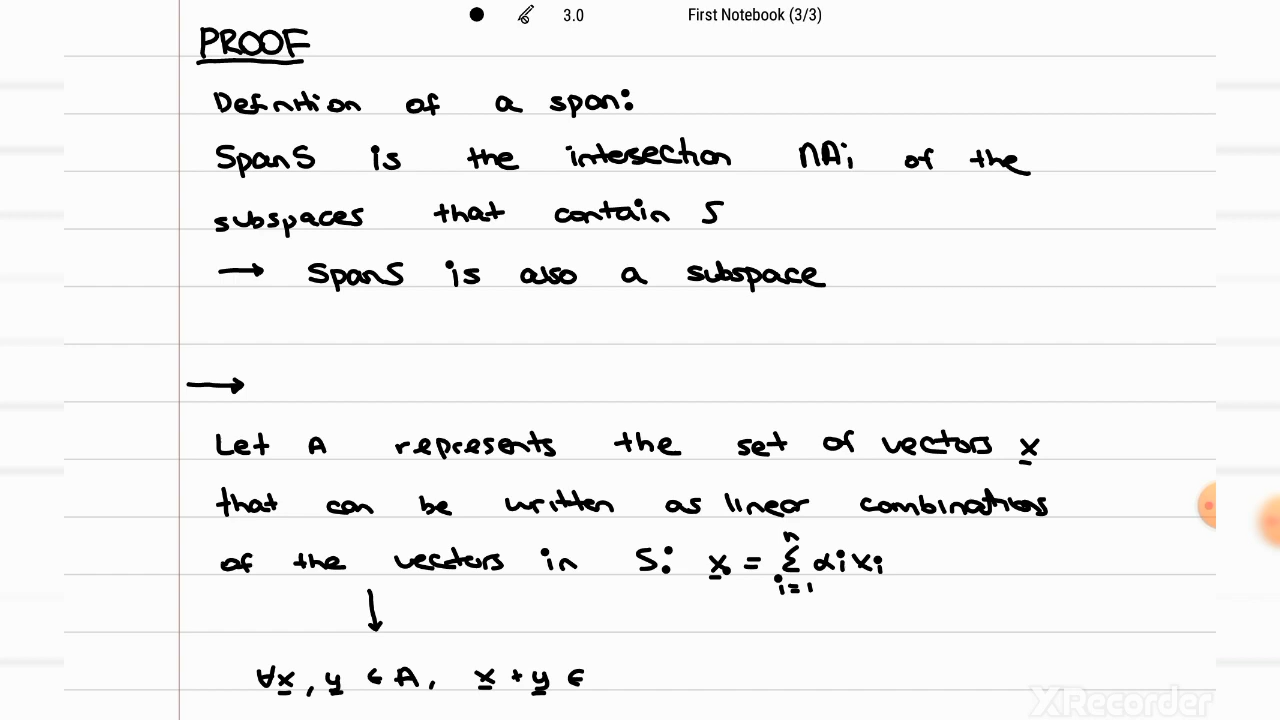 3.0 First Notebook (3/3)
PROOF
Definition of a span:
SpanS is the intesection ∩Ai of the
subspaces that contain S
→ SpanS is also a subspace
→
Let A represents the set of vectors x
that can be written as linear combinations
of the vectors in S: x = n∑i=1 αixi
↓
∀x, y ∈ A, x + y ∈
XRecorder